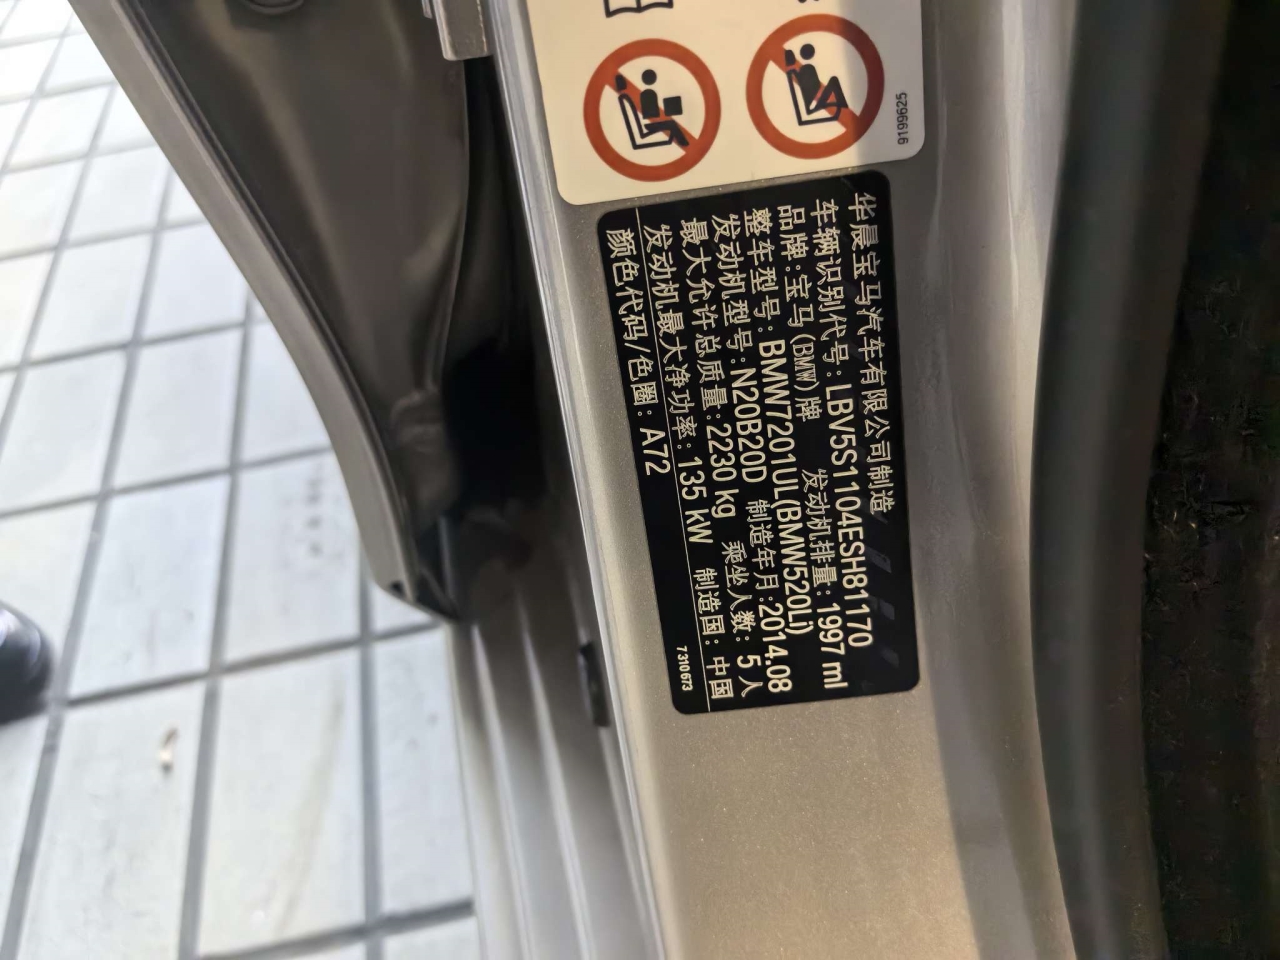 9199625
华晨宝马汽车有限公司制造
车辆识别代号: LBV5S1104ESH81170
品牌: 宝马(BMW)牌 发动机排量: 1997 ml
整车型号: BMW7201UL(BMW520Li)
发动机型号: N20B20D 制造年月: 2014.08
最大允许总质量: 2230 kg 乘坐人数: 5人
发动机最大净功率: 135 kW 制造国: 中国
颜色代码/色圈: A72 7310673